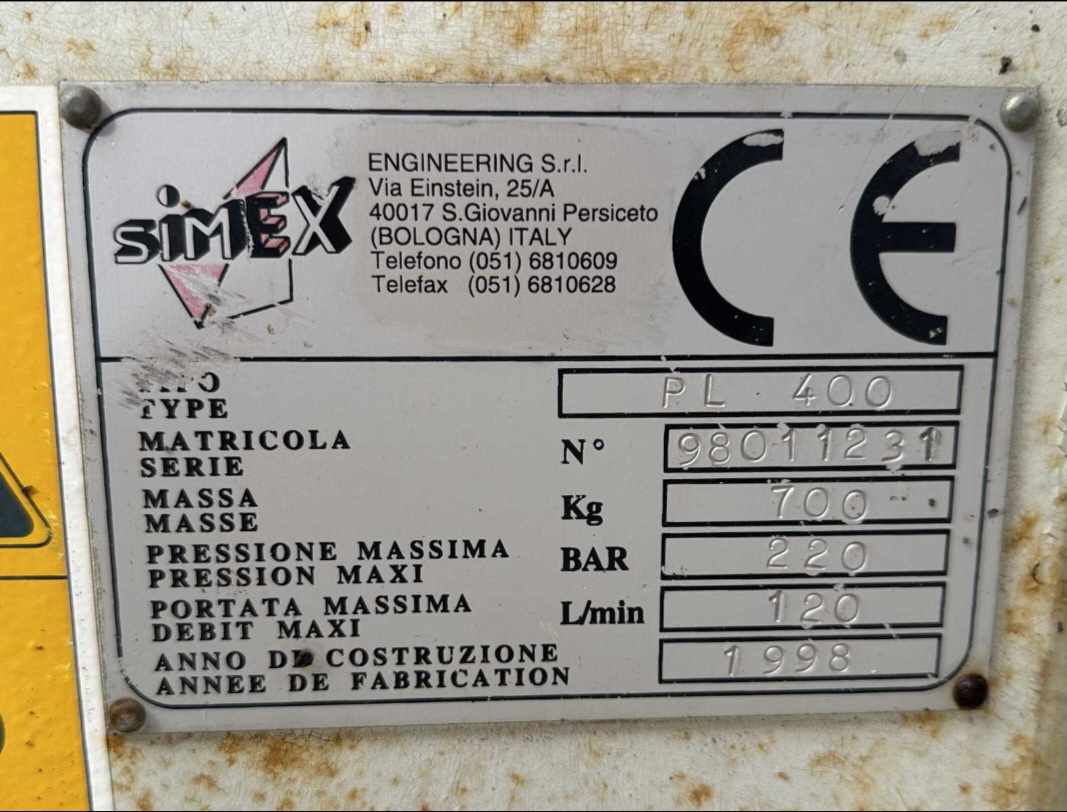 SiMEX
ENGINEERING S.r.l.
Via Einstein, 25/A
40017 S.Giovanni Persiceto
(BOLOGNA) ITALY
Telefono (051) 6810609
Telefax (051) 6810628
CE
TIPO
TYPE PL 400
MATRICOLA
SERIE N° 98011231
MASSA
MASSE Kg 700
PRESSIONE MASSIMA
PRESSION MAXI BAR 220
PORTATA MASSIMA
DEBIT MAXI L/min 120
ANNO DI COSTRUZIONE
ANNEE DE FABRICATION 1998